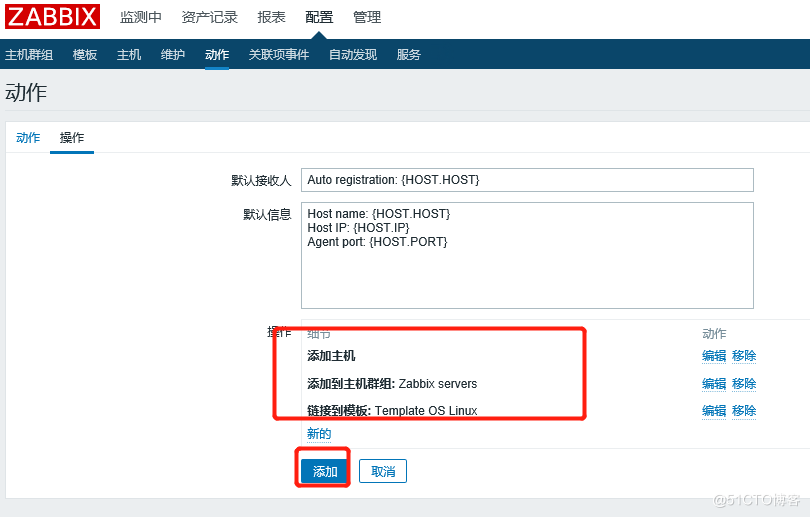 ZABBIX 监测中 资产记录 报表 配置 管理
主机群组 模板 主机 维护 动作 关联项事件 自动发现 服务
动作
动作 操作
默认接收人 Auto registration: {HOST.HOST}
默认信息 Host name: {HOST.HOST}
Host IP: {HOST.IP}
Agent port: {HOST.PORT}
操作 细节 动作
添加主机 编辑 移除
添加到主机群组: Zabbix servers 编辑 移除
链接到模板: Template OS Linux 编辑 移除
新的
添加 取消
@51CTO博客